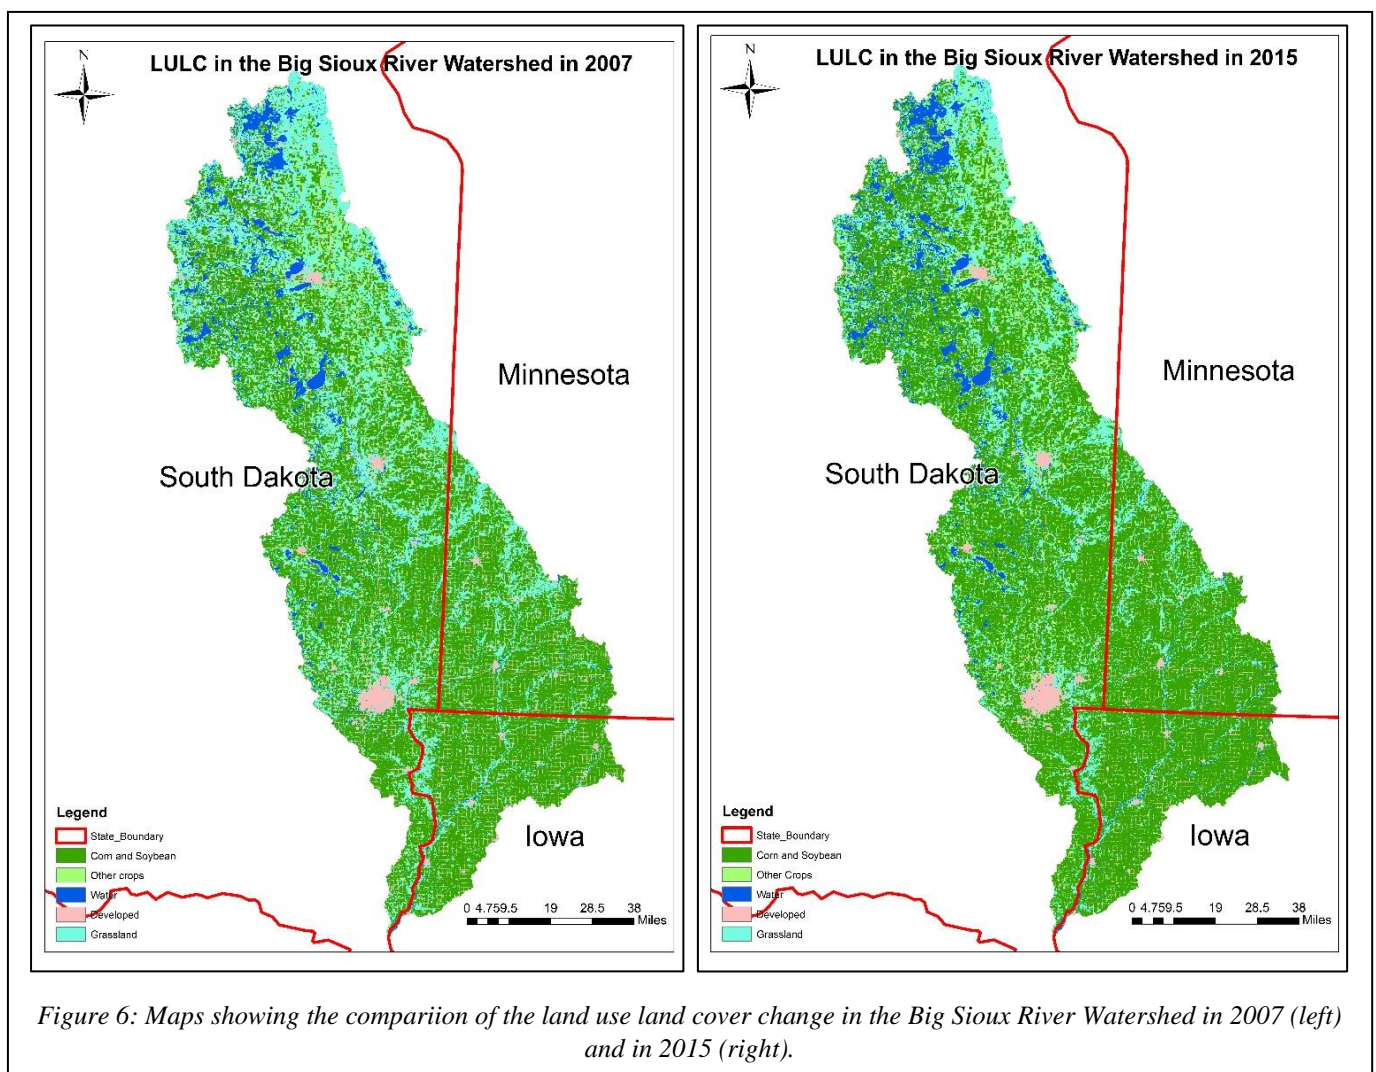 N
LULC in the Big Sioux River Watershed in 2007
Minnesota
South Dakota
Iowa
Legend
State_Boundary
Corn and Soybean
Other crops
Water
Developed
Grassland
0 4.759.5 19 28.5 38
Miles
N
LULC in the Big Sioux River Watershed in 2015
Minnesota
South Dakota
Iowa
Legend
State_Boundary
Corn and Soybean
Other Crops
Water
Developed
Grassland
0 4.759.5 19 28.5 38
Miles
Figure 6: Maps showing the compariion of the land use land cover change in the Big Sioux River Watershed in 2007 (left)
and in 2015 (right).